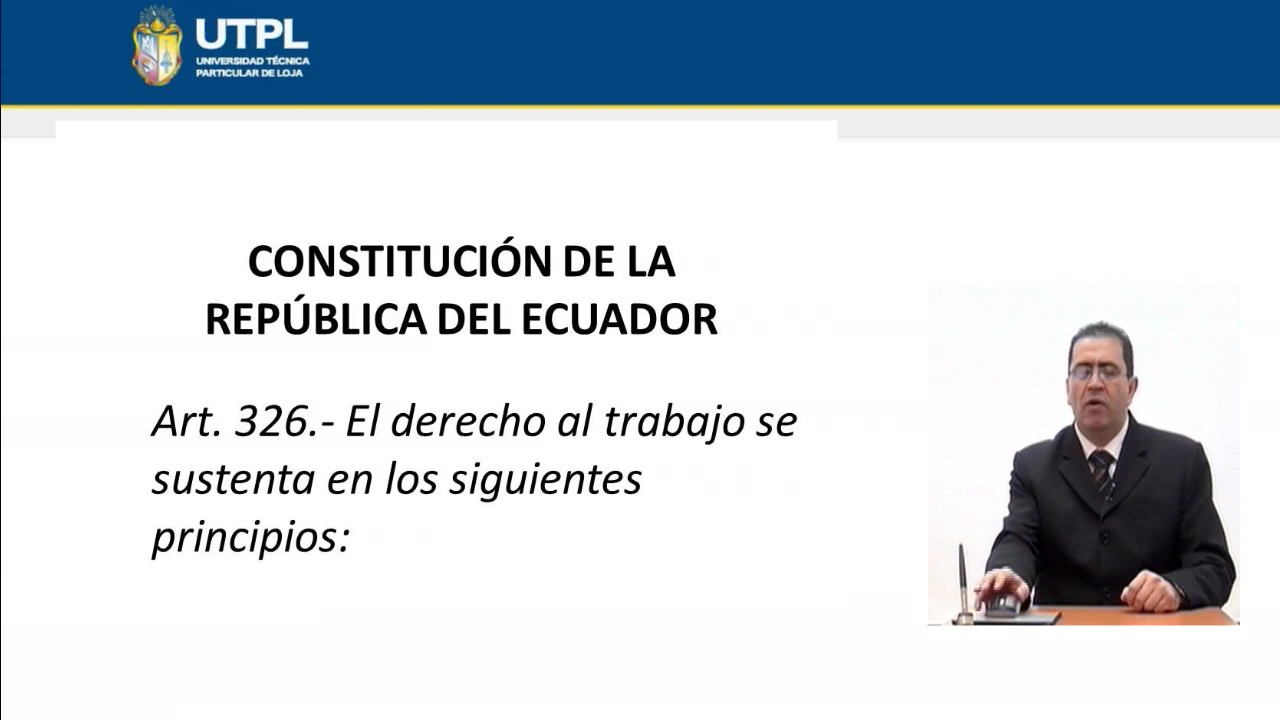 UTPL
UNIVERSIDAD TÉCNICA
PARTICULAR DE LOJA
CONSTITUCIÓN DE LA
REPÚBLICA DEL ECUADOR
Art. 326.- El derecho al trabajo se
sustenta en los siguientes
principios: